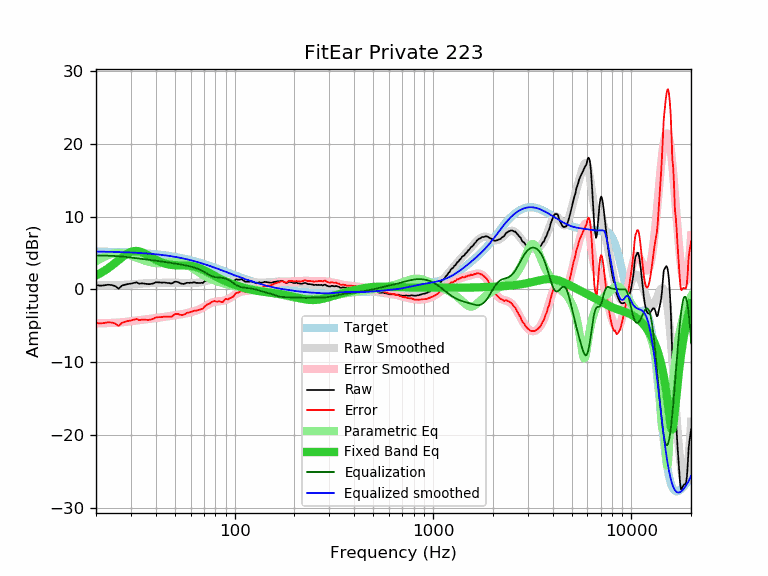 FitEar Private 223
30
20
10
0
−10
−20
−30
Amplitude (dBr)
Target
Raw Smoothed
Error Smoothed
Raw
Error
Parametric Eq
Fixed Band Eq
Equalization
Equalized smoothed
100
1000
10000
Frequency (Hz)